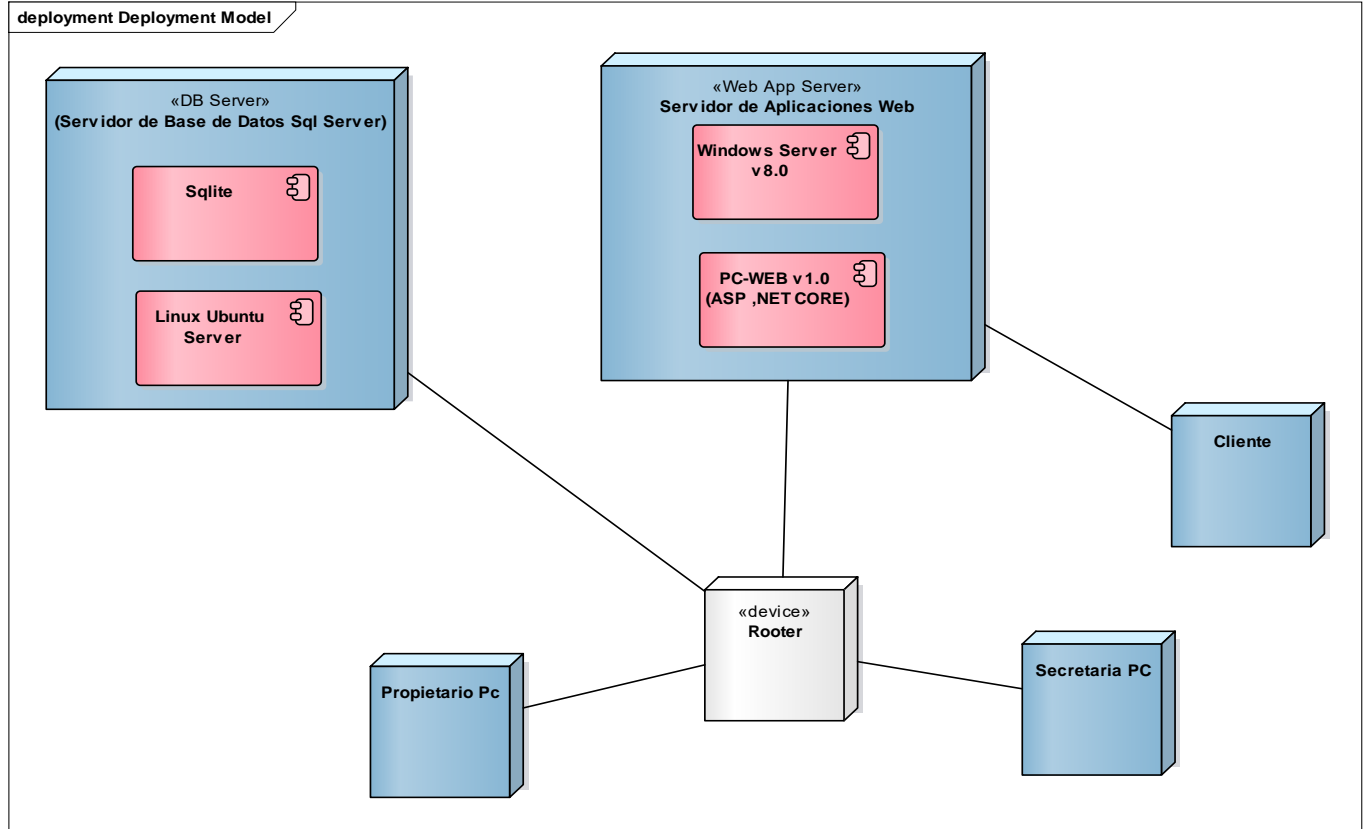 deployment Deployment Model
«DB Server»
(Servidor de Base de Datos Sql Server)
Sqlite
Linux Ubuntu
Server
«Web App Server»
Servidor de Aplicaciones Web
Windows Server
v8.0
PC-WEB v1.0
(ASP ,NET CORE)
Cliente
«device»
Rooter
Propietario Pc
Secretaria PC